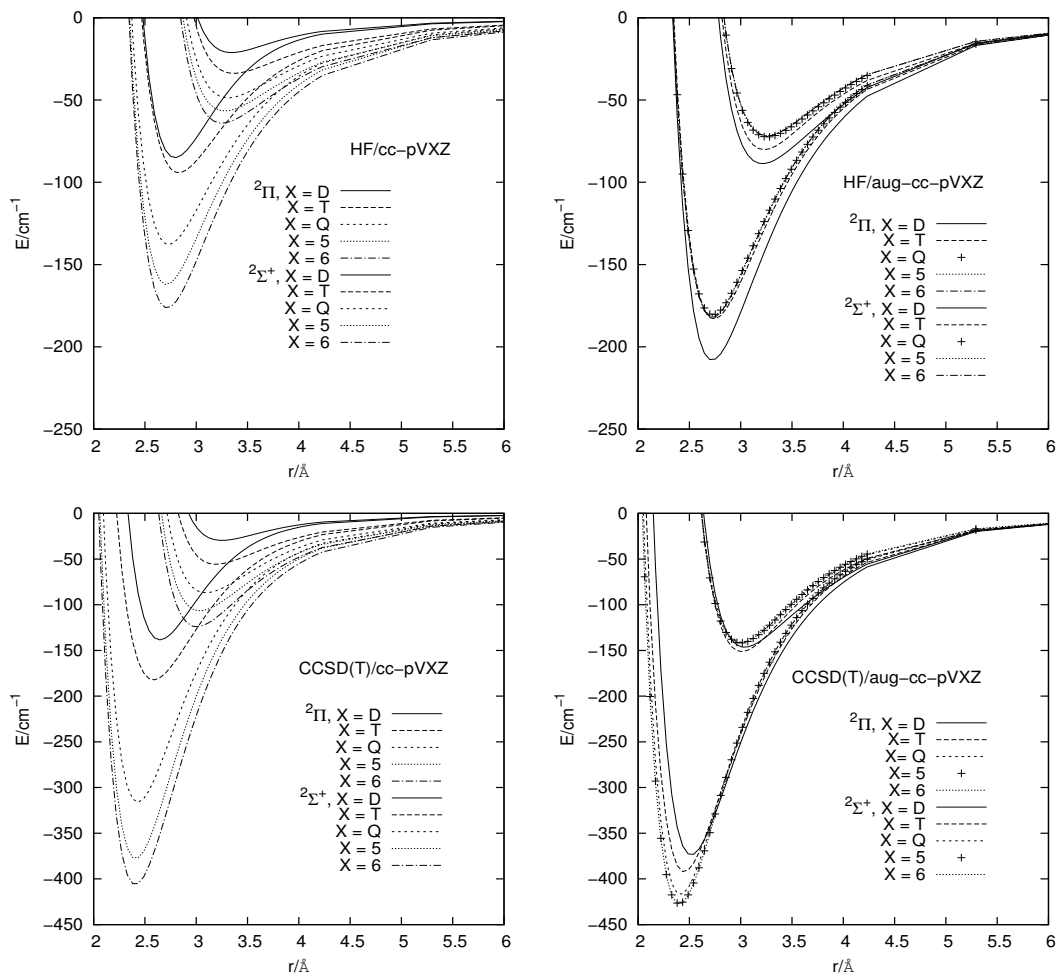 0
-50
-100
-150
-200
-250
E/cm⁻¹
2 2.5 3 3.5 4 4.5 5 5.5 6
r/Å
HF/cc-pVXZ
²Π, X = D
X = T
X = Q
X = 5
X = 6
²Σ⁺, X = D
X = T
X = Q
X = 5
X = 6
0
-50
-100
-150
-200
-250
E/cm⁻¹
2 2.5 3 3.5 4 4.5 5 5.5 6
r/Å
HF/aug-cc-pVXZ
²Π, X = D
X = T
X = Q
X = 5
X = 6
²Σ⁺, X = D
X = T
X = Q
X = 5
X = 6
0
-50
-100
-150
-200
-250
-300
-350
-400
-450
E/cm⁻¹
2 2.5 3 3.5 4 4.5 5 5.5 6
r/Å
CCSD(T)/cc-pVXZ
²Π, X = D
X = T
X = Q
X = 5
X = 6
²Σ⁺, X = D
X = T
X = Q
X = 5
X = 6
0
-50
-100
-150
-200
-250
-300
-350
-400
-450
E/cm⁻¹
2 2.5 3 3.5 4 4.5 5 5.5 6
r/Å
CCSD(T)/aug-cc-pVXZ
²Π, X = D
X = T
X = Q
X = 5
X = 6
²Σ⁺, X = D
X = T
X = Q
X = 5
X = 6